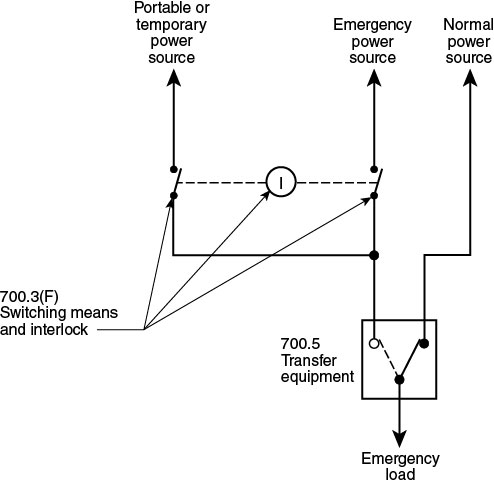 Portable or
temporary
power
source
Emergency
power
source
Normal
power
source
I
700.3(F)
Switching means
and interlock
700.5
Transfer
equipment
Emergency
load